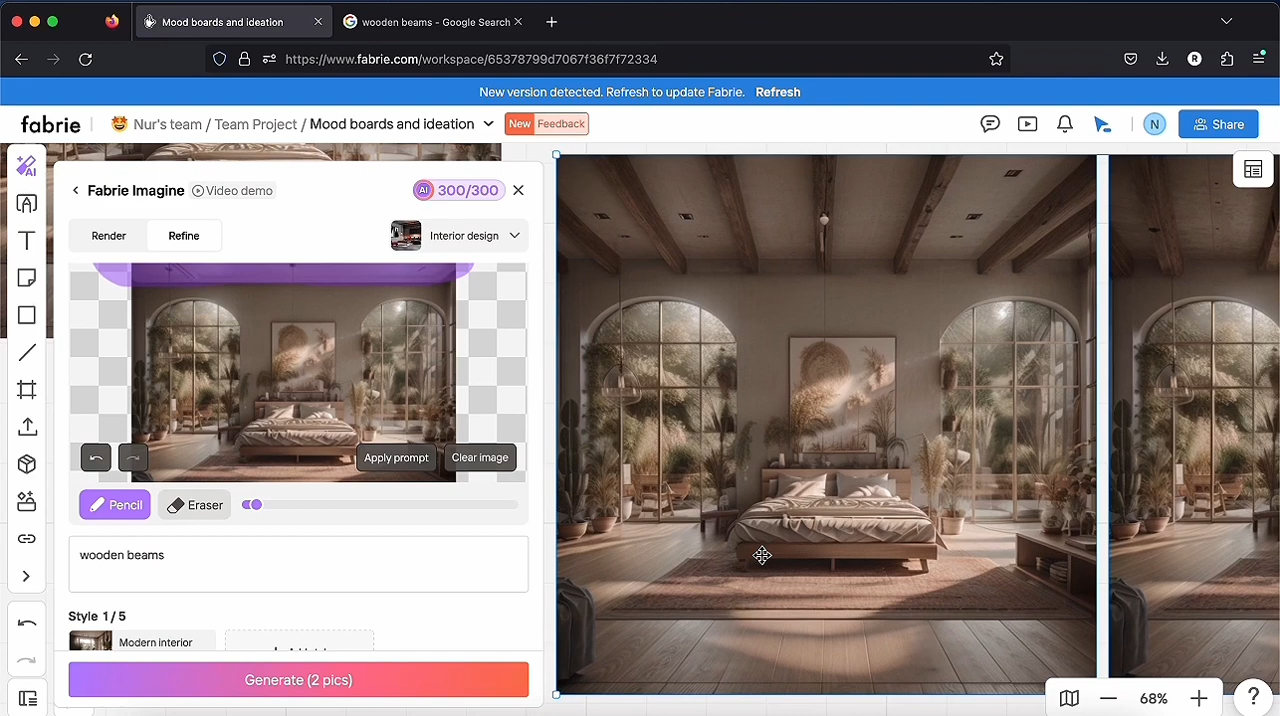 Mood boards and ideation
wooden beams - Google Search
https://www.fabrie.com/workspace/65378799d7067f36f7f72334
R
New version detected. Refresh to update Fabrie. Refresh
fabrie
Nur's team / Team Project / Mood boards and ideation
New Feedback
N
Share
AI
Fabrie Imagine
Video demo
AI 300/300
Render
Refine
Interior design
Apply prompt
Clear image
Pencil
Eraser
wooden beams
Style 1 / 5
Modern interior
Generate (2 pics)
68%
?